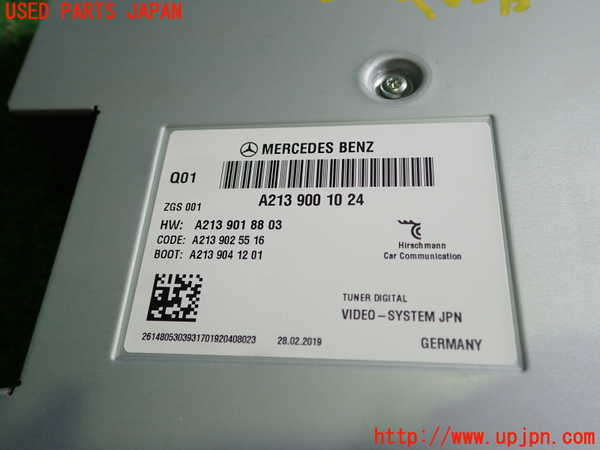 USED PARTS JAPAN
MERCEDES BENZ
Q01
A213 900 10 24
ZGS 001
HW: A213 901 88 03
CODE: A213 902 55 16
BOOT: A213 904 12 01
Hirschmann
Car Communication
TUNER DIGITAL
VIDEO-SYSTEM JPN
2614805303931701920408023 28.02.2019
GERMANY
http://www.upjpn.com/